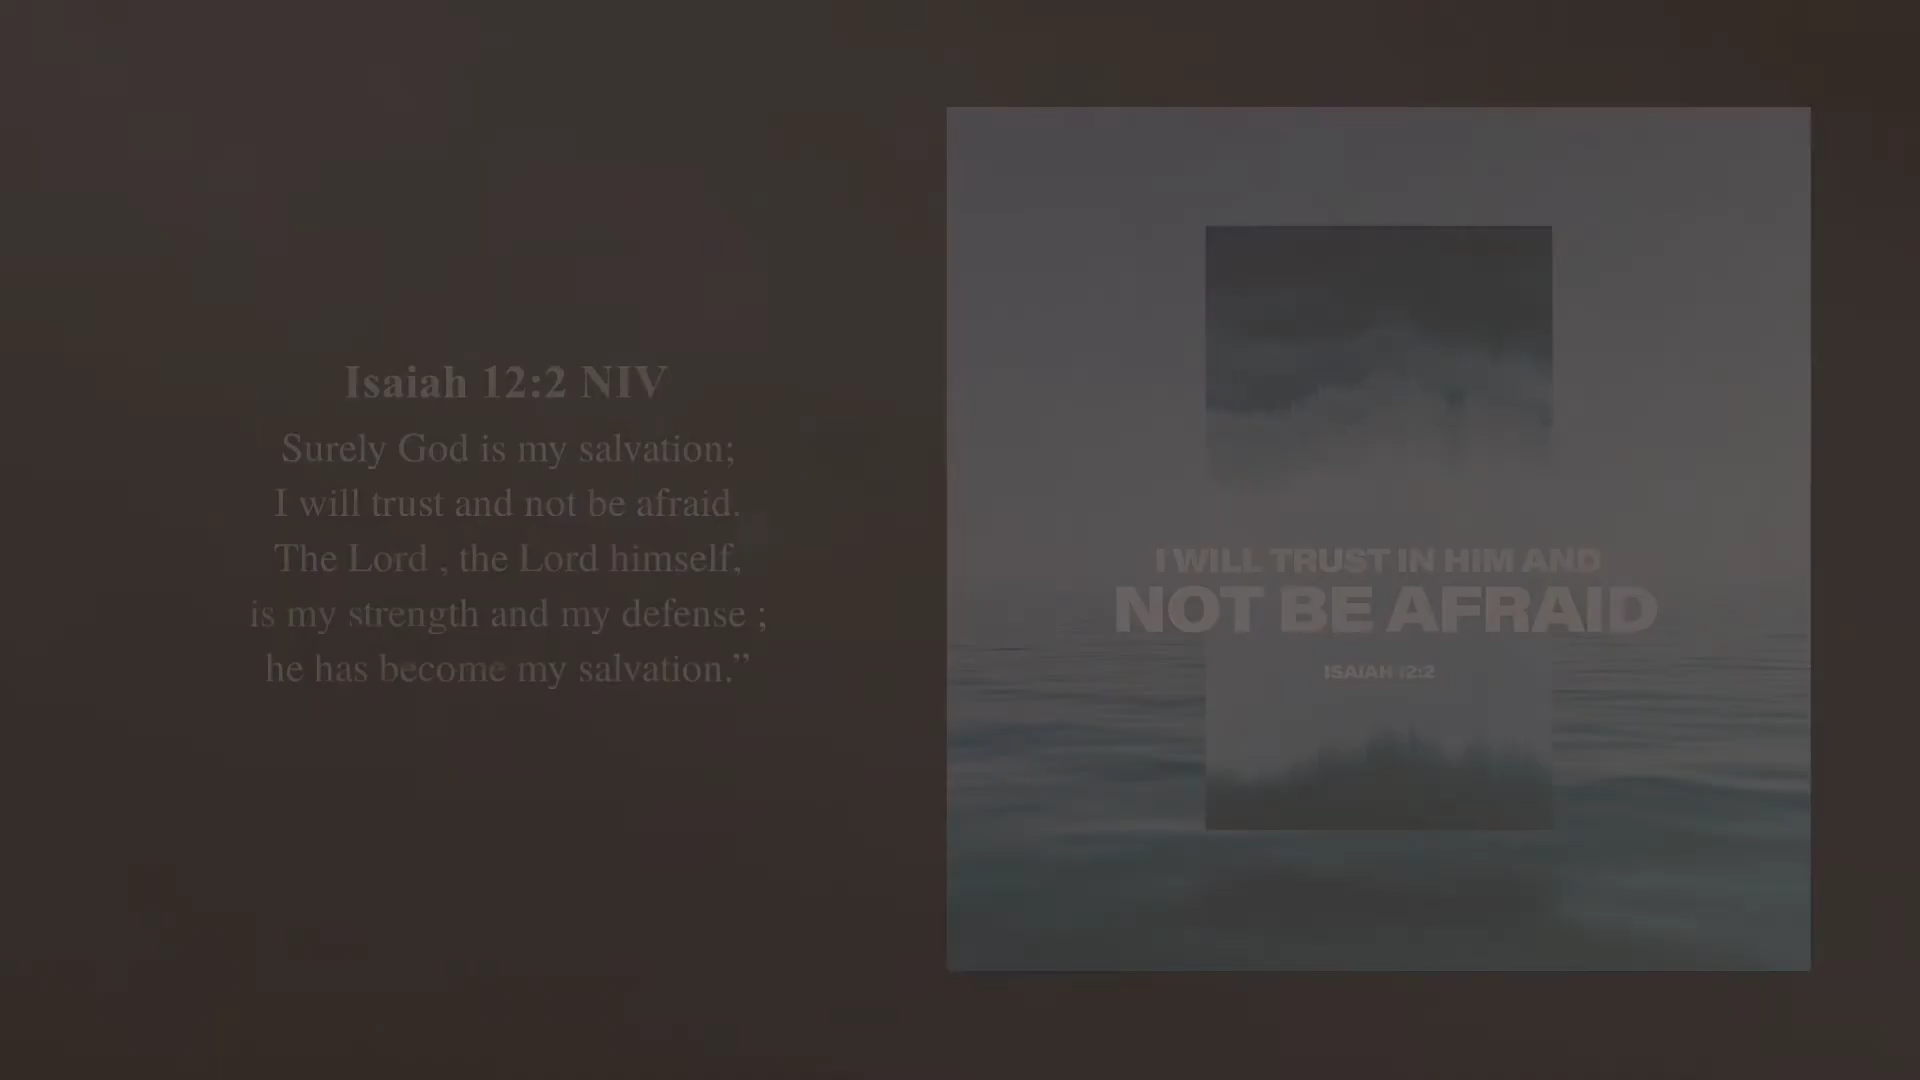 Isaiah 12:2 NIV
Surely God is my salvation;
I will trust and not be afraid.
The Lord , the Lord himself,
is my strength and my defense ;
he has become my salvation.”
I WILL TRUST IN HIM AND
NOT BE AFRAID
ISAIAH 12:2